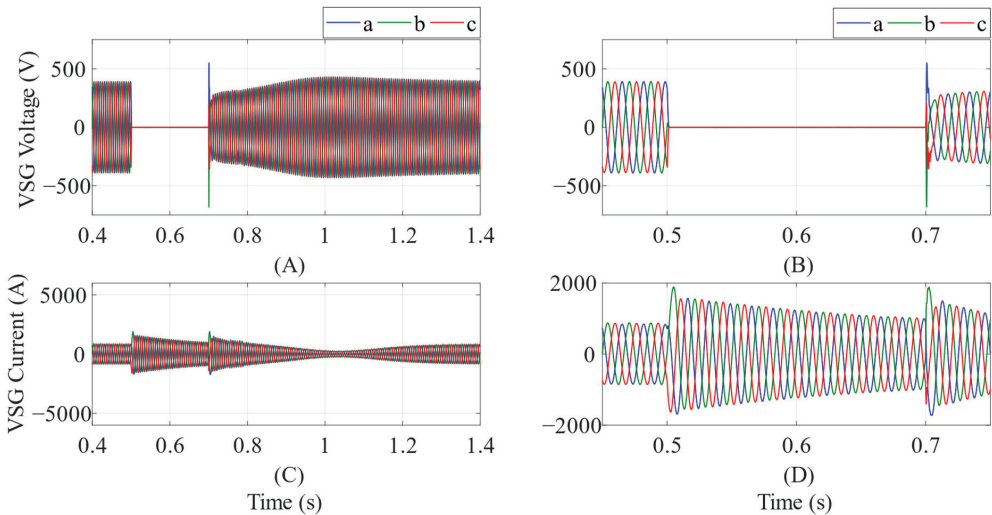 a b c
a b c
VSG Voltage (V)
500
0
−500
0.4 0.6 0.8 1 1.2 1.4
(A)
500
0
−500
0.5 0.6 0.7
(B)
VSG Current (A)
5000
0
−5000
0.4 0.6 0.8 1 1.2 1.4
(C)
Time (s)
2000
0
−2000
0.5 0.6 0.7
(D)
Time (s)